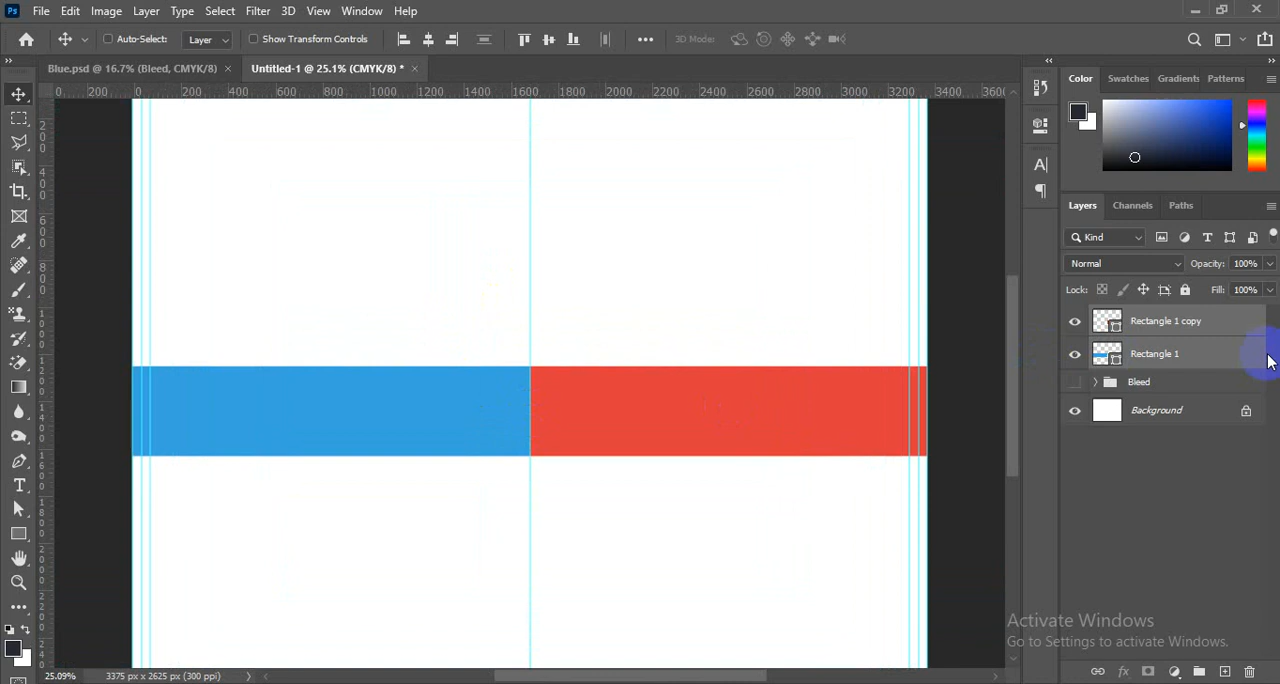 Ps File Edit Image Layer Type Select Filter 3D View Window Help
Auto-Select: Layer Show Transform Controls 3D Mode:
Blue.psd @ 16.7% (Bleed, CMYK/8) × Untitled-1 @ 25.1% (CMYK/8) * ×
0 200 0 200 400 600 800 1000 1200 1400 1600 1800 2000 2200 2400 2600 2800 3000 3200 3400 360
Color Swatches Gradients Patterns
Layers Channels Paths
Kind
Normal Opacity: 100%
Lock: Fill: 100%
Rectangle 1 copy
Rectangle 1
Bleed
Background
Activate Windows
Go to Settings to activate Windows.
25.09% 3375 px x 2625 px (300 ppi)